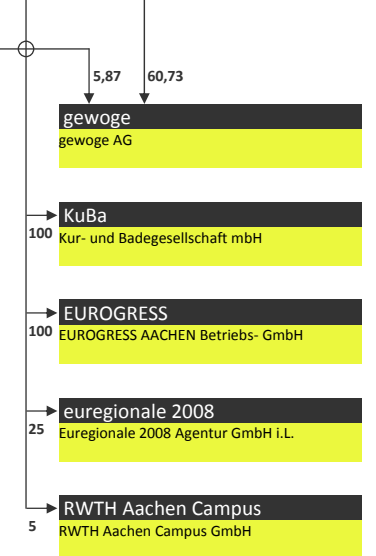 5,87 60,73
gewoge
gewoge AG
KuBa
100 Kur- und Badegesellschaft mbH
EUROGRESS
100 EUROGRESS AACHEN Betriebs- GmbH
euregionale 2008
25 Euregionale 2008 Agentur GmbH i.L.
RWTH Aachen Campus
5 RWTH Aachen Campus GmbH